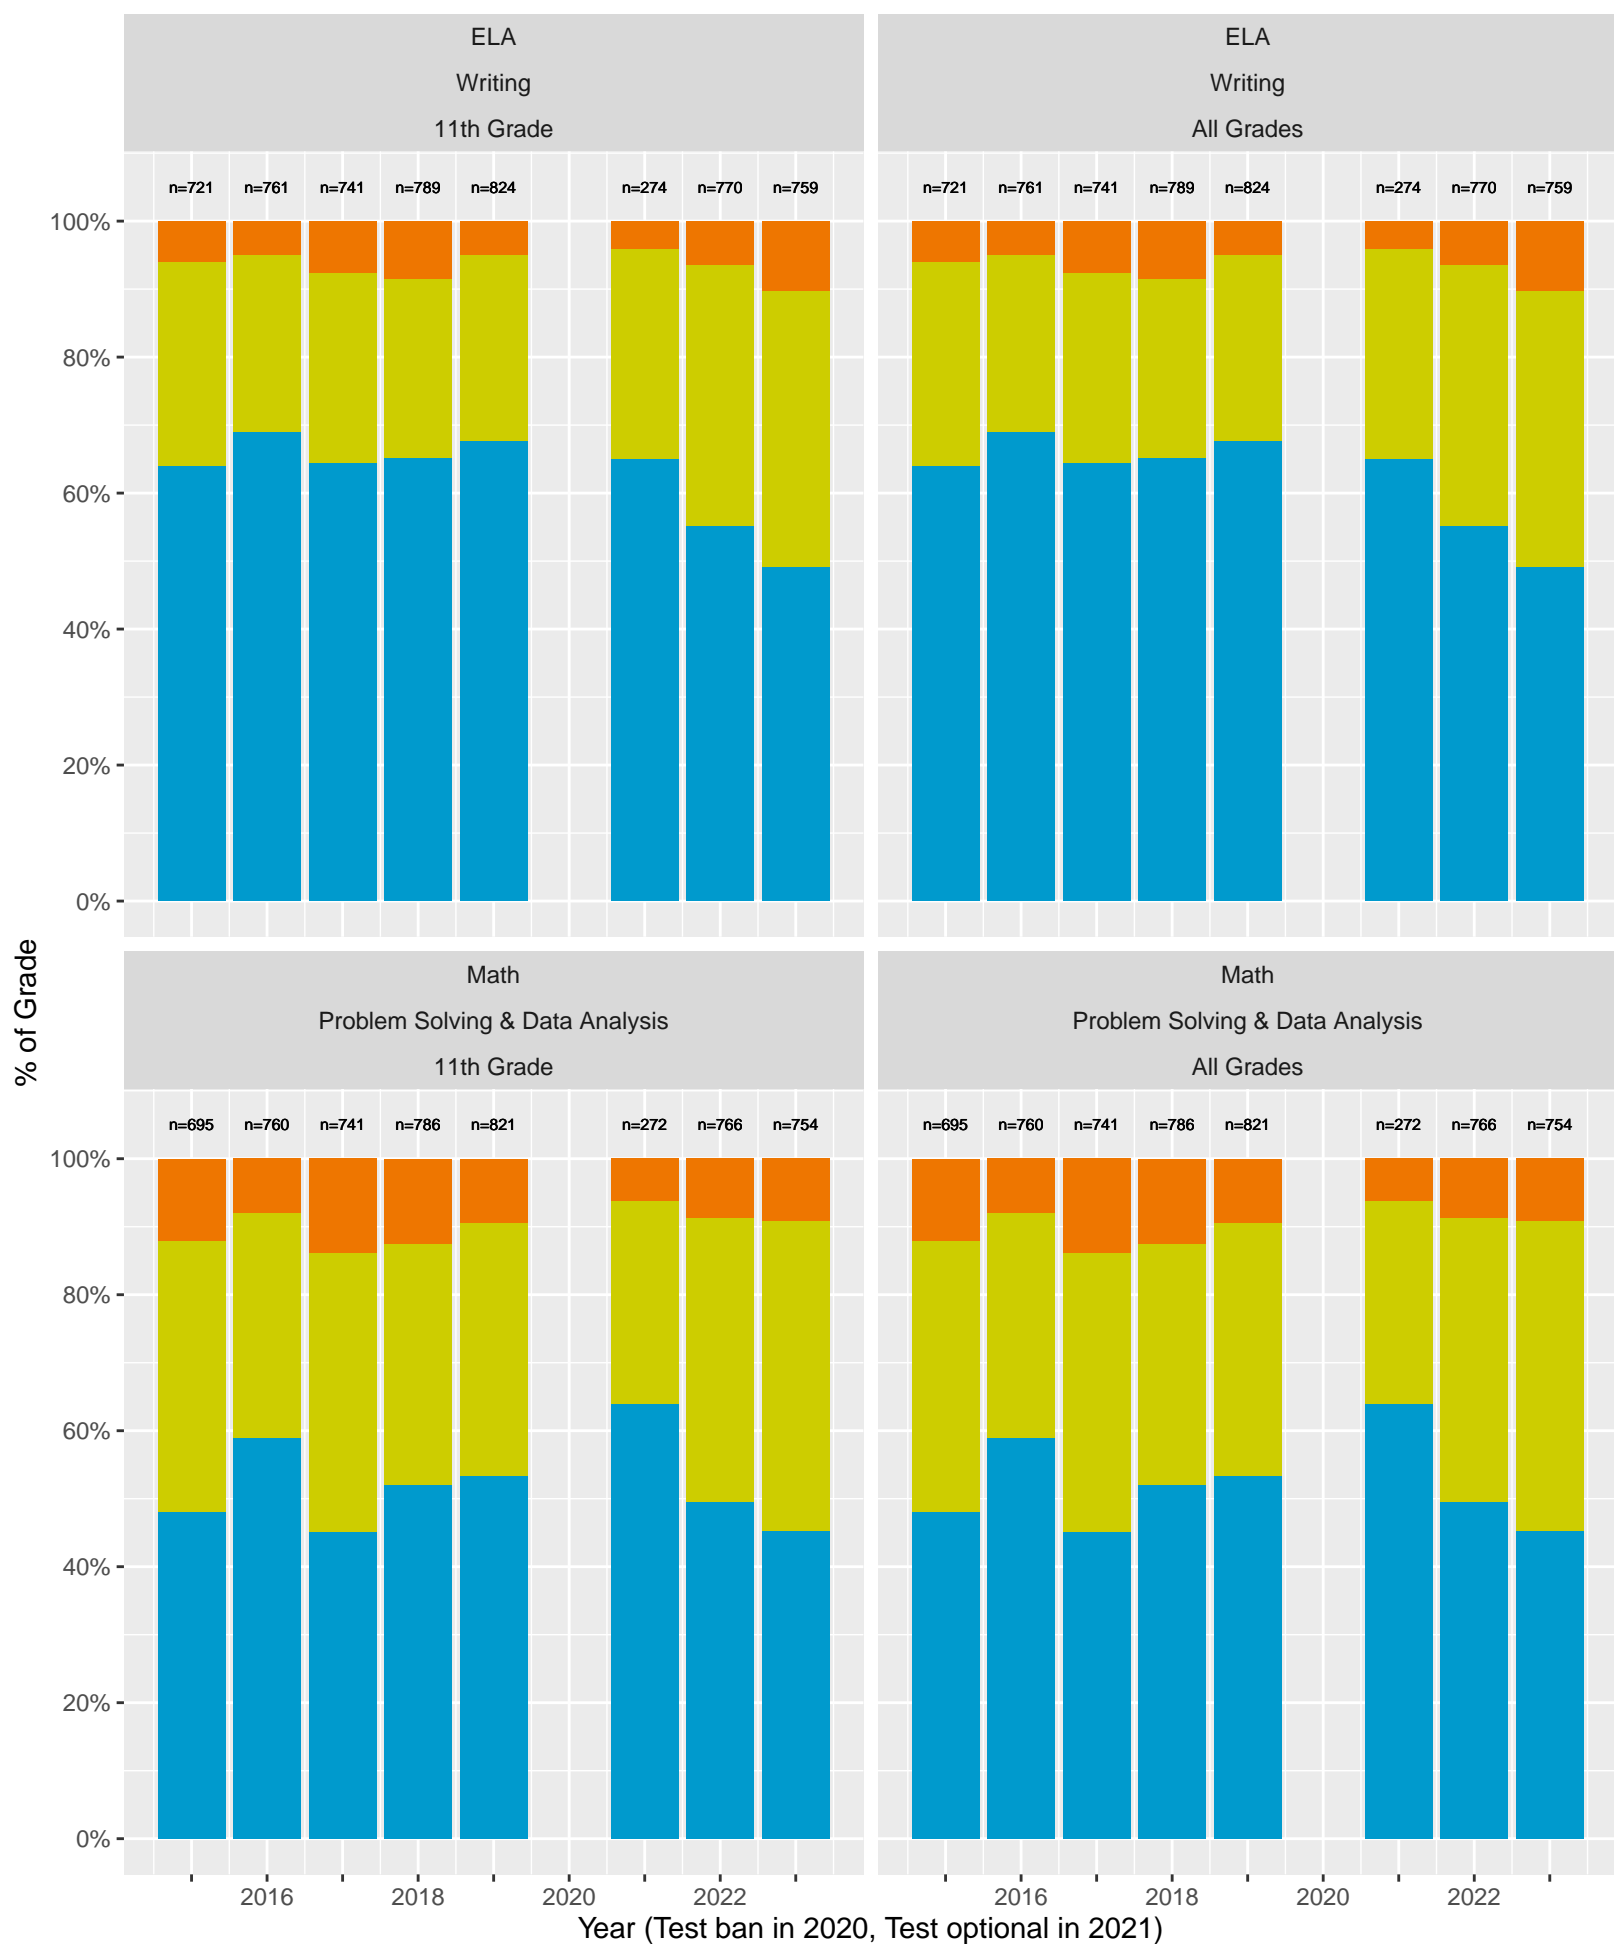 ELA
Writing
11th Grade
ELA
Writing
All Grades
n=721 n=761 n=741 n=789 n=824 n=274 n=770 n=759
n=721 n=761 n=741 n=789 n=824 n=274 n=770 n=759
100%
80%
60%
40%
20%
0%
% of Grade
Math
Problem Solving & Data Analysis
11th Grade
Math
Problem Solving & Data Analysis
All Grades
n=695 n=760 n=741 n=786 n=821 n=272 n=766 n=754
n=695 n=760 n=741 n=786 n=821 n=272 n=766 n=754
100%
80%
60%
40%
20%
0%
2016 2018 2020 2022
2016 2018 2020 2022
Year (Test ban in 2020, Test optional in 2021)